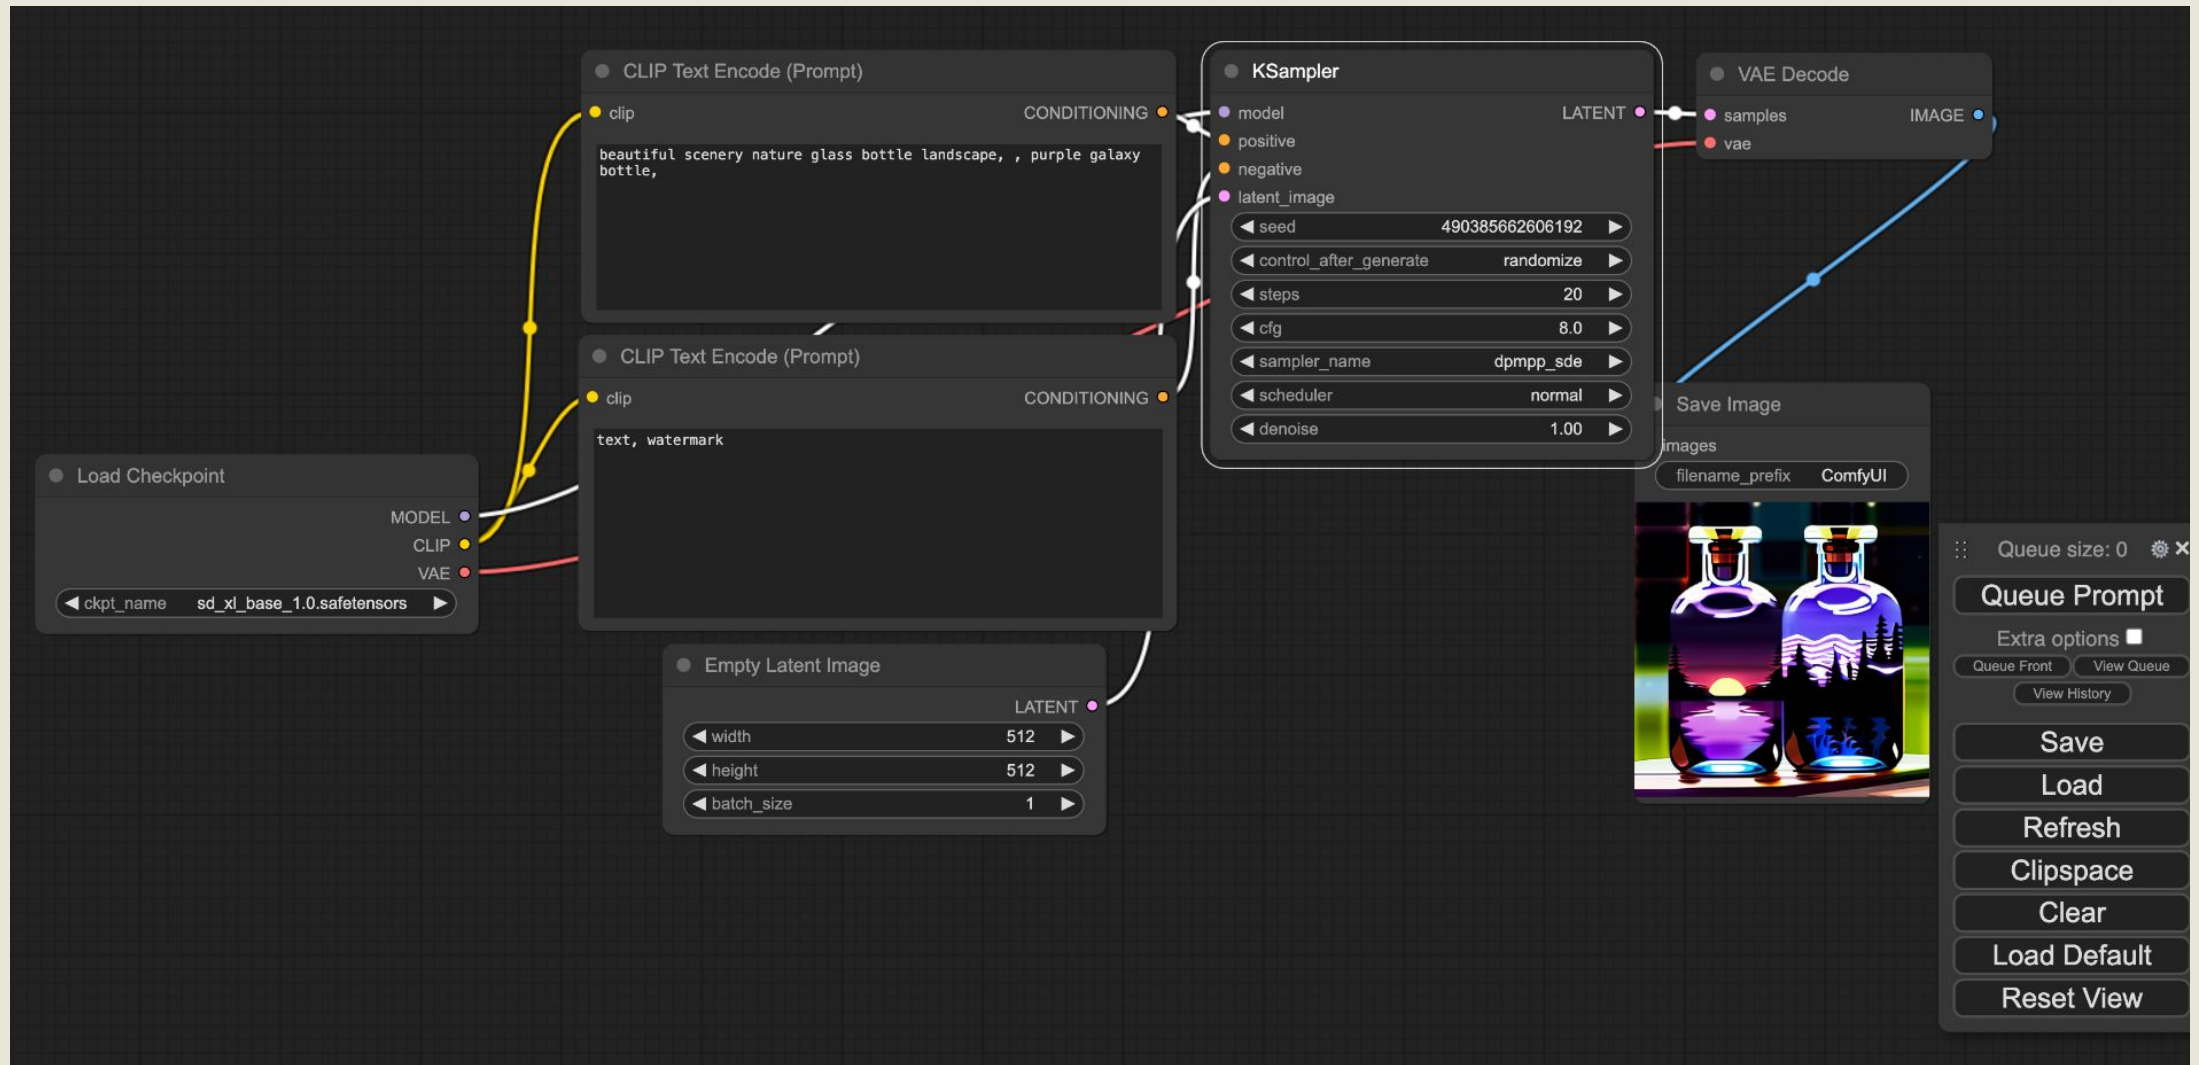 CLIP Text Encode (Prompt)
clip
CONDITIONING
beautiful scenery nature glass bottle landscape, , purple galaxy
bottle,
CLIP Text Encode (Prompt)
clip
CONDITIONING
text, watermark
Load Checkpoint
MODEL
CLIP
VAE
ckpt_name sd_xl_base_1.0.safetensors
Empty Latent Image
LATENT
width 512
height 512
batch_size 1
KSampler
model LATENT
positive
negative
latent_image
seed 490385662606192
control_after_generate randomize
steps 20
cfg 8.0
sampler_name dpmpp_sde
scheduler normal
denoise 1.00
VAE Decode
samples IMAGE
vae
Save Image
images
filename_prefix ComfyUI
Queue size: 0
Queue Prompt
Extra options
Queue Front View Queue
View History
Save
Load
Refresh
Clipspace
Clear
Load Default
Reset View